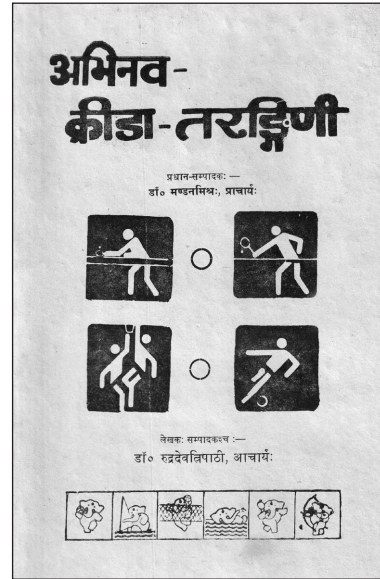 अभिनव-
क्रीडा-तरङ्गिणी
प्रधान-सम्पादकः —
डॉ० मण्डनमिश्रः, प्राचार्यः
लेखकः सम्पादकश्च :—
डॉ० रुद्रदेवत्रिपाठी, आचार्यः